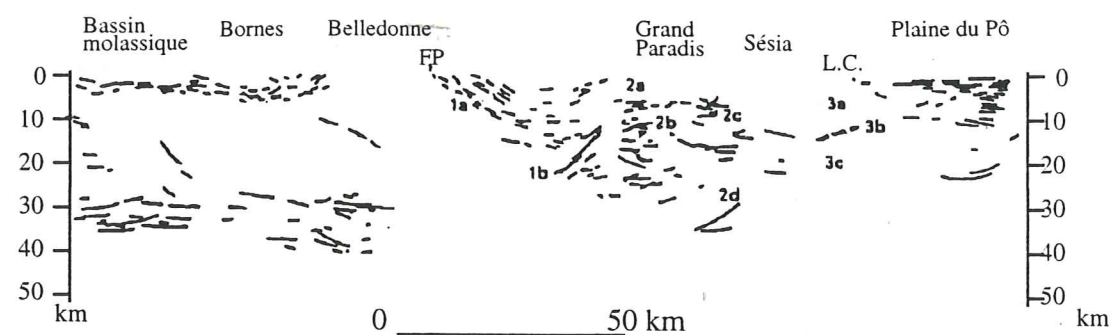 Bassin
molassique
Bornes
Belledonne
Grand
Paradis
Sésia
Plaine du Pô
FP
L.C.
0
10
20
30
40
50
km
1a
1b
2a
2b
2c
2d
3a
3b
3c
0
10
20
30
40
50
km
0 50 km